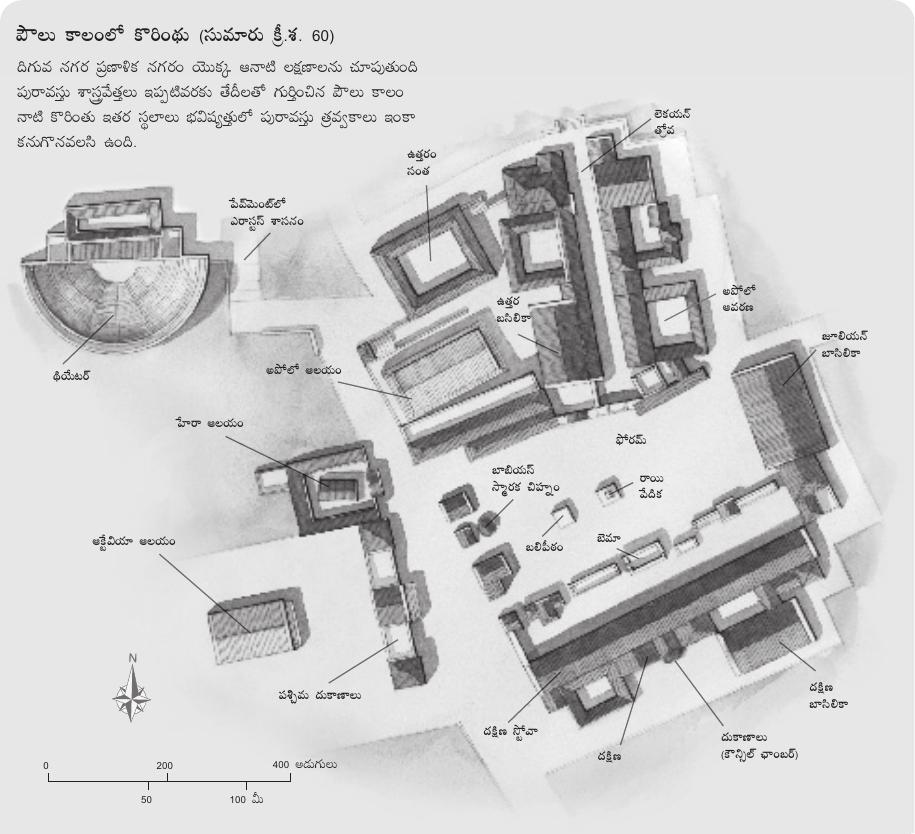 పౌలు కాలంలో కొరింథు (సుమారు క్రీ.శ. 60)
దిగువ నగర ప్రణాళిక నగరం యొక్క ఆనాటి లక్షణాలను చూపుతుంది
పురావస్తు శాస్త్రవేత్తలు ఇప్పటివరకు తేదీలతో గుర్తించిన పౌలు కాలం
నాటి కొరింతు ఇతర స్థలాలు భవిష్యత్తులో పురావస్తు త్రవ్వకాలు ఇంకా
కనుగొనవలసి ఉంది.
లెకయన్
త్రోవ
ఉత్తరం
సంత
పేవ్‌మెంట్‌లో
ఎరాస్టస్ శాసనం
ఉత్తర
బసిలికా
అపోలో
ఆవరణ
జూలియన్
బాసిలికా
థియేటర్
అపోలో ఆలయం
హేరా ఆలయం
ఫోరమ్
బాబియస్
స్మారక చిహ్నం
రాయి
పేదిక
బలిపీఠం
బెమా
అక్టేవియా ఆలయం
N
పశ్చిమ దుకాణాలు
దక్షిణ స్టోవా
దక్షిణ
దుకాణాలు
(కౌన్సిల్ ఛాంబర్)
దక్షిణ
బాసిలికా
0 200 400 అడుగులు
50 100 మీ